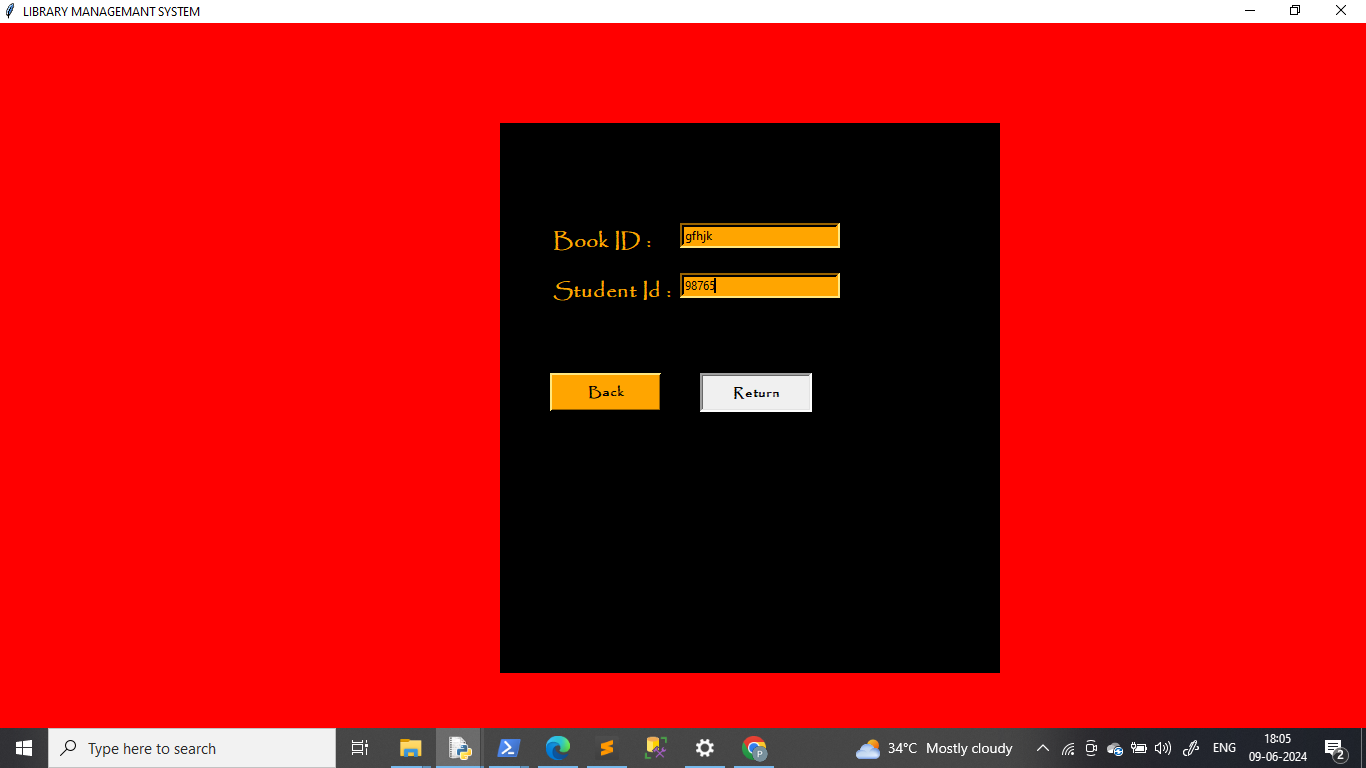 LIBRARY MANAGEMANT SYSTEM
Book ID :
gfhjk
Student Id :
98765
Back
Return
Type here to search
34°C Mostly cloudy
ENG
18:05
09-06-2024
2
P